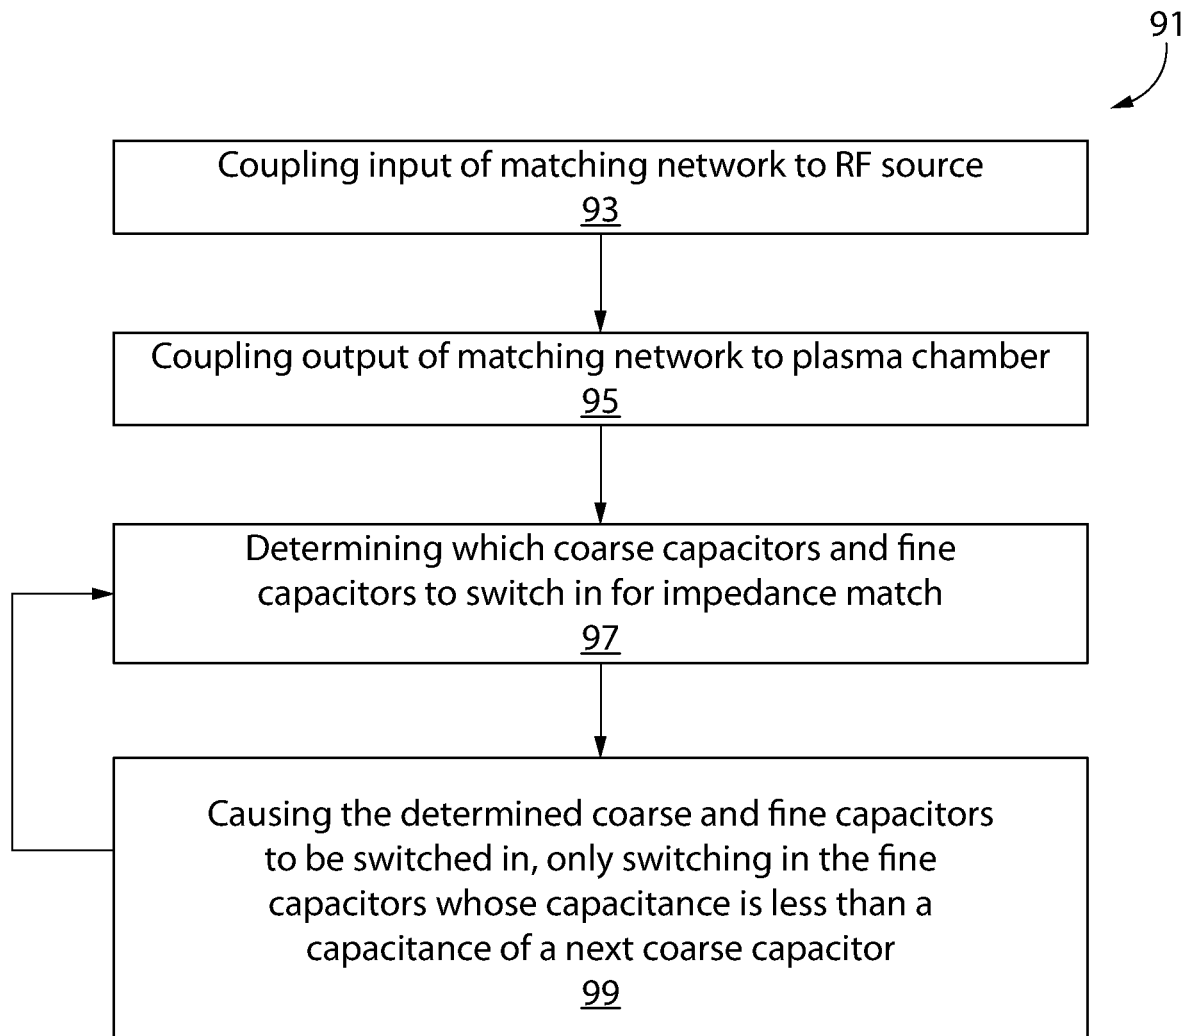 91
Coupling input of matching network to RF source
93
Coupling output of matching network to plasma chamber
95
Determining which coarse capacitors and fine
capacitors to switch in for impedance match
97
Causing the determined coarse and fine capacitors
to be switched in, only switching in the fine
capacitors whose capacitance is less than a
capacitance of a next coarse capacitor
99